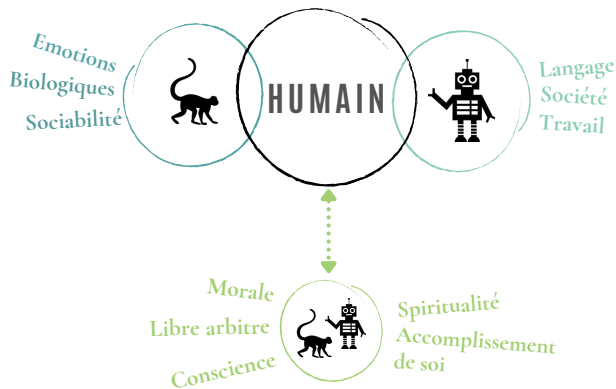 Emotions
Biologiques
Sociabilité
HUMAIN
Langage
Société
Travail
Morale
Libre arbitre
Conscience
Spiritualité
Accomplissement
de soi